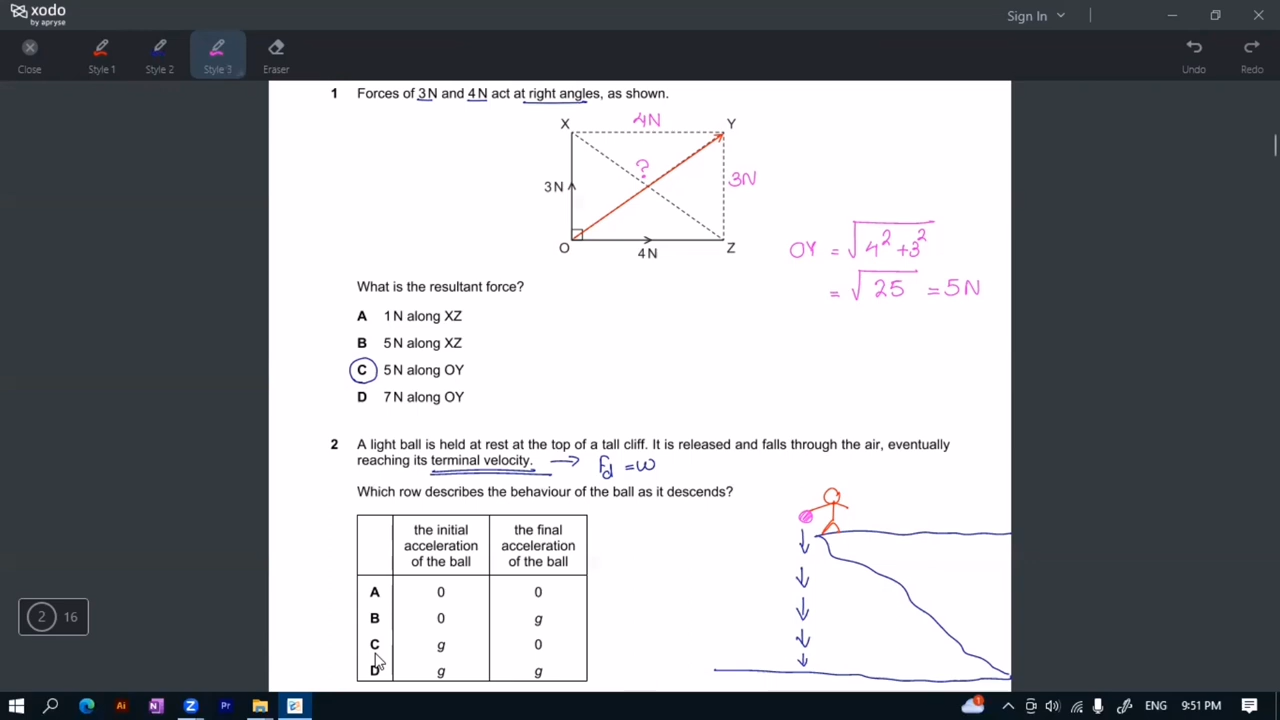 xodo
by apryse
Sign In
Close
Style 1
Style 2
Style 3
Eraser
Undo
Redo
1 Forces of 3 N and 4 N act at right angles, as shown.
X
4N
Y
?
3 N
3N
O
4 N
Z
OY = √4² + 3²
= √25 = 5N
What is the resultant force?
A 1 N along XZ
B 5 N along XZ
C 5 N along OY
D 7 N along OY
2 A light ball is held at rest at the top of a tall cliff. It is released and falls through the air, eventually
reaching its terminal velocity. → Fd = W
Which row describes the behaviour of the ball as it descends?
the initial acceleration of the ball
the final acceleration of the ball
A 0 0
B 0 g
C g 0
D g g
2 16
Ai
N
Z
Pr
1
ENG
9:51 PM